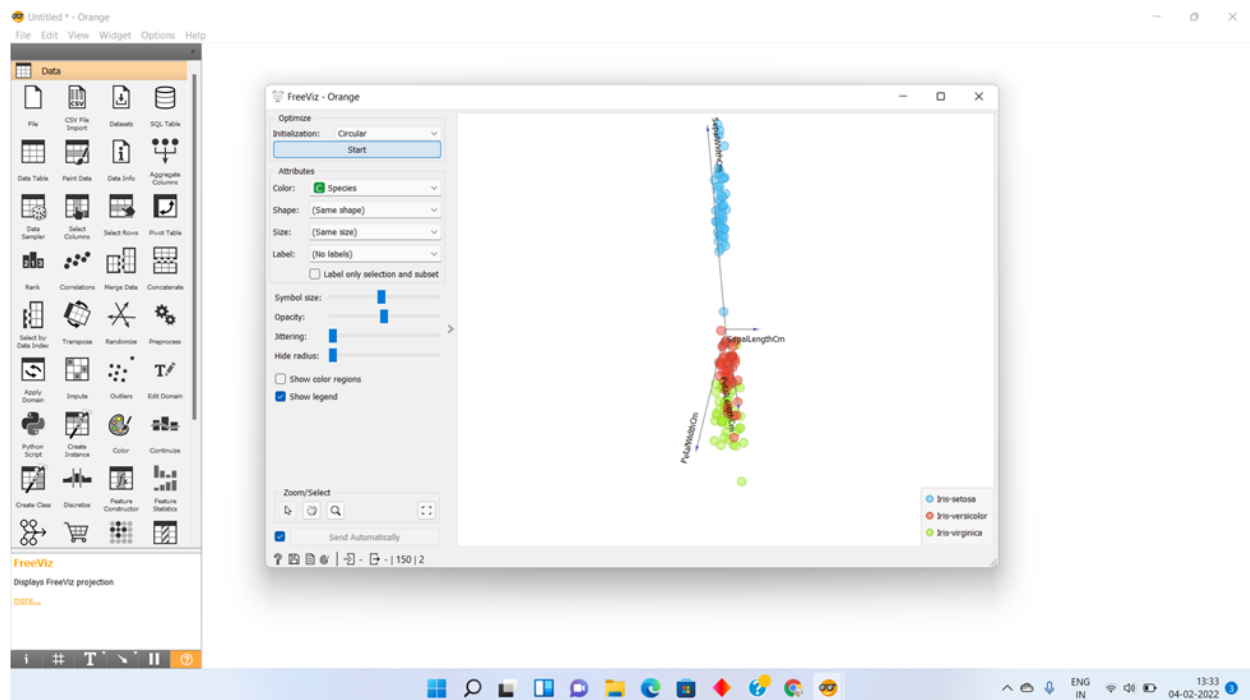 Untitled * - Orange
File Edit View Widget Options Help
Data
File
CSV File Import
Datasets
SQL Table
Data Table
Paint Data
Data Info
Aggregate Columns
Data Sampler
Select Columns
Select Rows
Pivot Table
Rank
Correlations
Merge Data
Concatenate
Select by Data Index
Transpose
Randomize
Preprocess
Apply Domain
Impute
Outliers
Edit Domain
Python Script
Create Instance
Color
Continuize
Create Class
Discretize
Feature Constructor
Feature Statistics
FreeViz
Displays FreeViz projection
more...
FreeViz - Orange
Optimize
Initialization: Circular
Start
Attributes
Color: C Species
Shape: (Same shape)
Size: (Same size)
Label: (No labels)
Label only selection and subset
Symbol size:
Opacity:
Jittering:
Hide radius:
Show color regions
Show legend
Zoom/Select
Send Automatically
- - | 150 | 2
SepalWidthCm
SepalLengthCm
PetalLengthCm
PetalWidthCm
Iris-setosa
Iris-versicolor
Iris-virginica
ENG
IN
13:33
04-02-2022
3